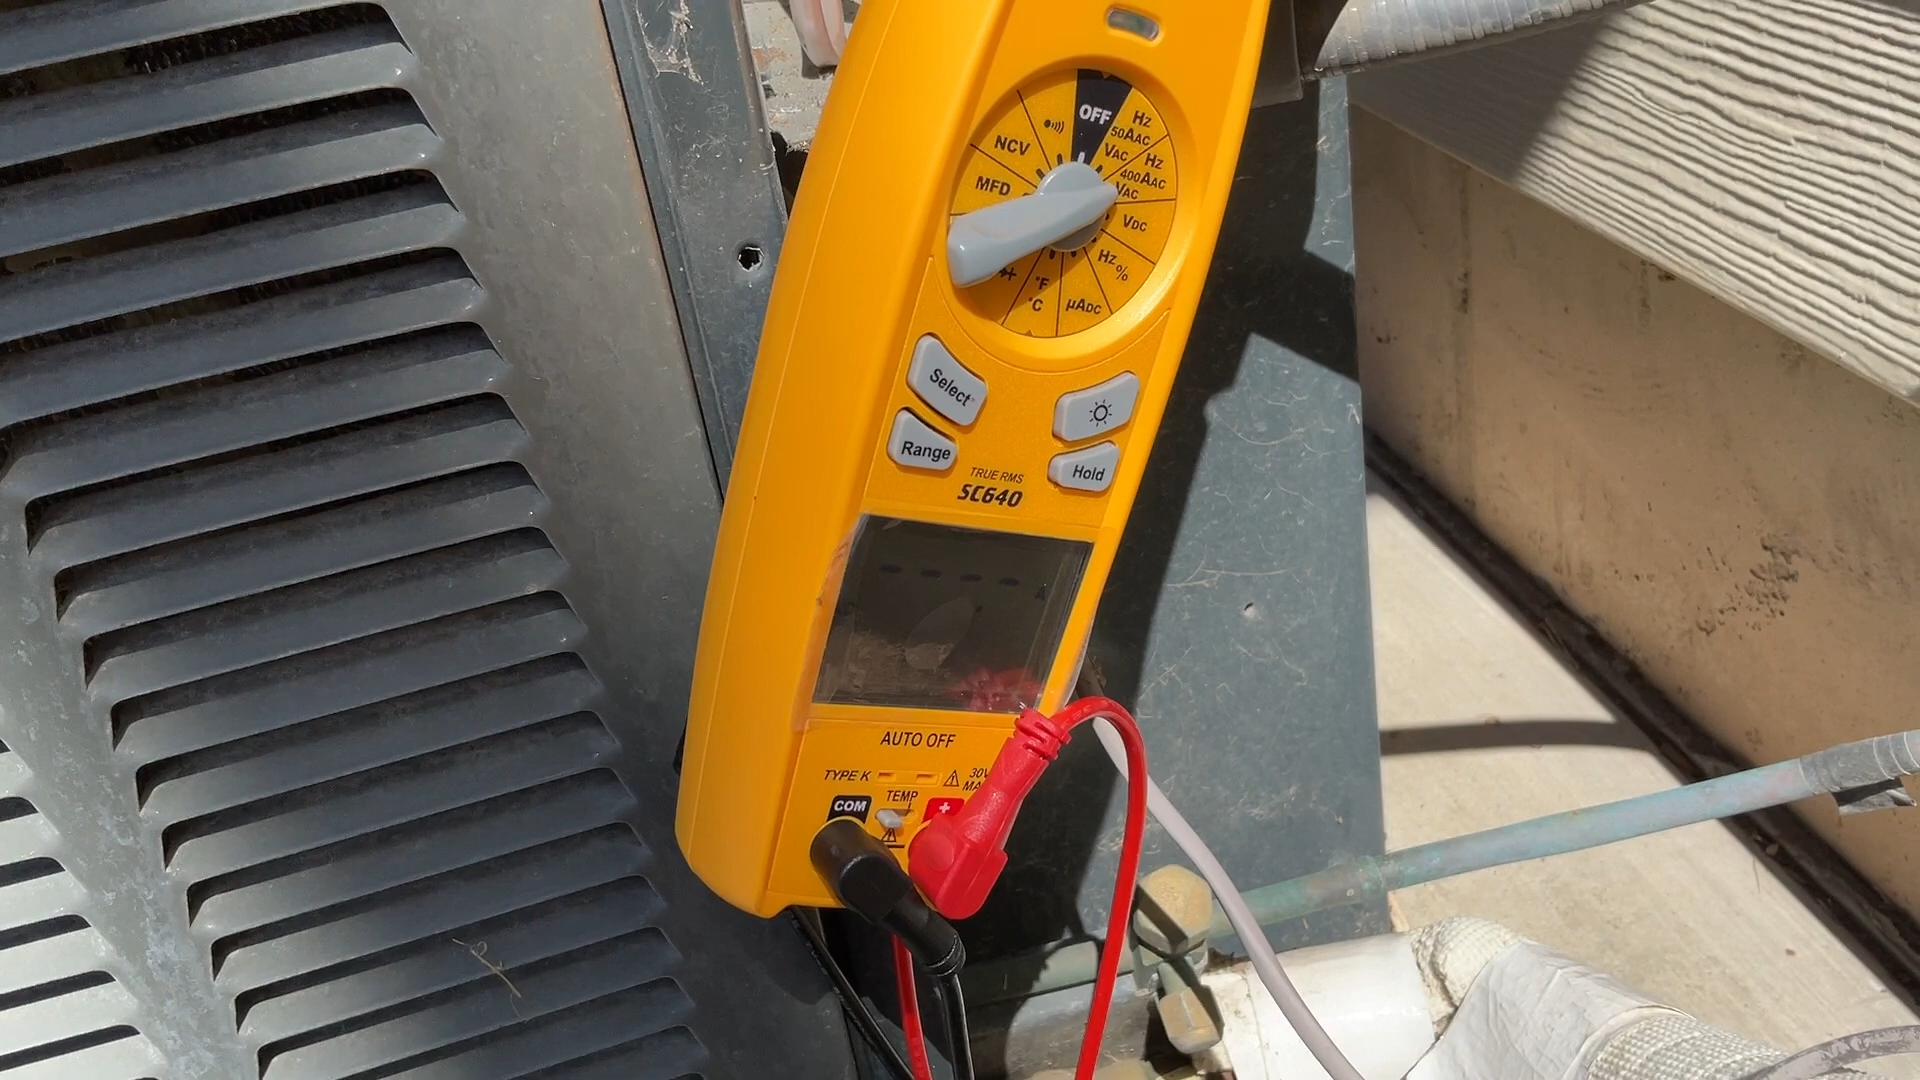 OFF
Hz
50AAC
VAC
Hz
400AAC
VAC
VDC
Hz %
µADC
°F
°C
MFD
NCV
Select
Range
Hold
TRUE RMS
SC640
AUTO OFF
TYPE K
30V
COM
TEMP
+